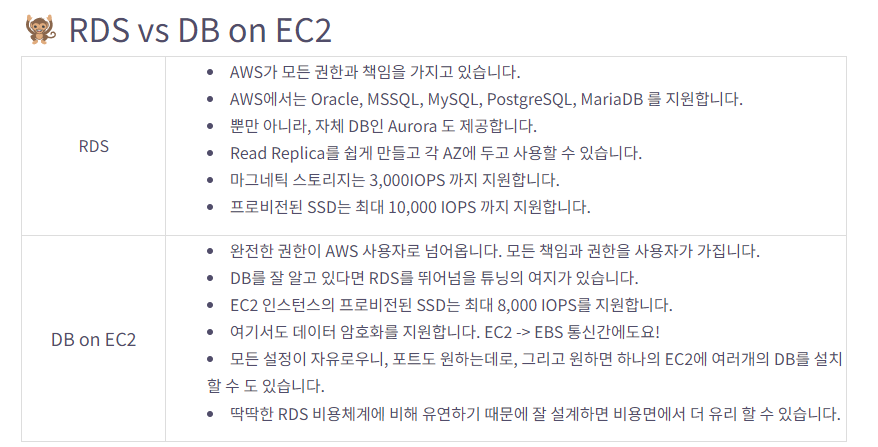 RDS vs DB on EC2
RDS
• AWS가 모든 권한과 책임을 가지고 있습니다.
• AWS에서는 Oracle, MSSQL, MySQL, PostgreSQL, MariaDB 를 지원합니다.
• 뿐만 아니라, 자체 DB인 Aurora 도 제공합니다.
• Read Replica를 쉽게 만들고 각 AZ에 두고 사용할 수 있습니다.
• 마그네틱 스토리지는 3,000IOPS 까지 지원합니다.
• 프로비전된 SSD는 최대 10,000 IOPS 까지 지원합니다.
DB on EC2
• 완전한 권한이 AWS 사용자로 넘어옵니다. 모든 책임과 권한을 사용자가 가집니다.
• DB를 잘 알고 있다면 RDS를 뛰어넘을 튜닝의 여지가 있습니다.
• EC2 인스턴스의 프로비전된 SSD는 최대 8,000 IOPS를 지원합니다.
• 여기서도 데이터 암호화를 지원합니다. EC2 -> EBS 통신간에도요!
• 모든 설정이 자유로우니, 포트도 원하는데로, 그리고 원하면 하나의 EC2에 여러개의 DB를 설치
할 수 도 있습니다.
• 딱딱한 RDS 비용체계에 비해 유연하기 때문에 잘 설계하면 비용면에서 더 유리 할 수 있습니다.